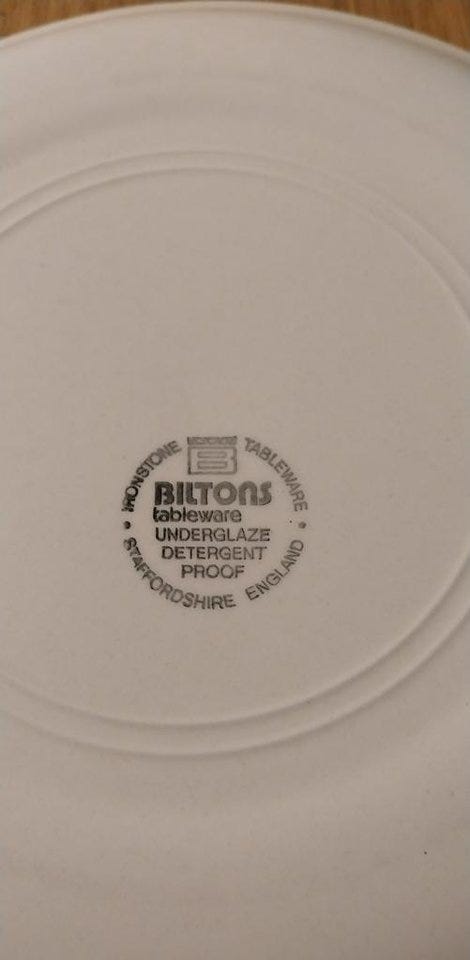 IRONSTONE TABLEWARE
B
BILTONS
tableware
UNDERGLAZE
DETERGENT
PROOF
STAFFORDSHIRE ENGLAND